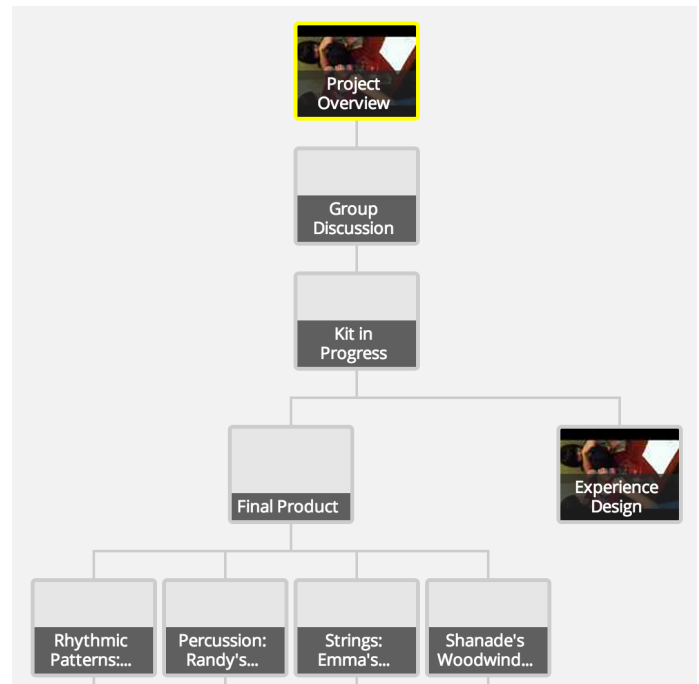 Project
Overview
Group
Discussion
Kit in
Progress
Final Product
Experience
Design
Rhythmic
Patterns:...
Percussion:
Randy's...
Strings:
Emma's...
Shanade's
Woodwind...